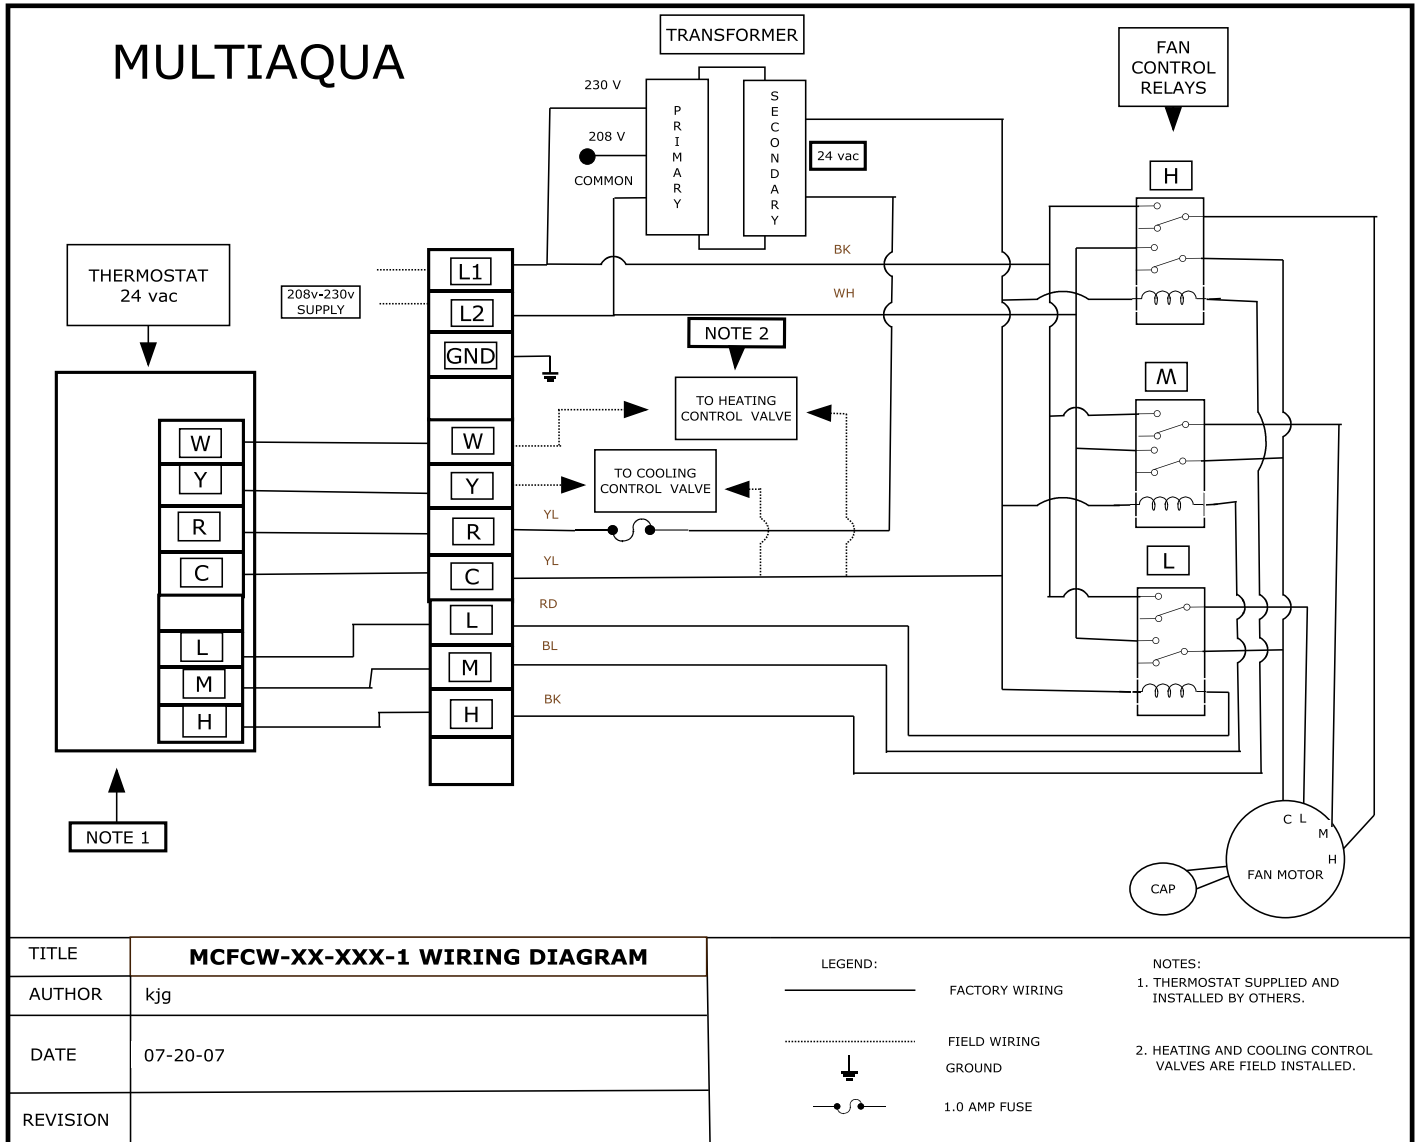 MULTIAQUA
TRANSFORMER
FAN
CONTROL
RELAYS
230 V
208 V
COMMON
PRIMARY
SECONDARY
24 vac
H
THERMOSTAT
24 vac
208v-230v
SUPPLY
L1
L2
GND
W
Y
R
C
L
M
H
BK
WH
NOTE 2
TO HEATING
CONTROL VALVE
TO COOLING
CONTROL VALVE
YL
YL
RD
BL
BK
W
Y
R
C
L
M
H
M
L
NOTE 1
C L
M
H
FAN MOTOR
CAP
TITLE
MCFCW-XX-XXX-1 WIRING DIAGRAM
AUTHOR
kjg
DATE
07-20-07
REVISION
LEGEND:
FACTORY WIRING
FIELD WIRING
GROUND
1.0 AMP FUSE
NOTES:
1. THERMOSTAT SUPPLIED AND
INSTALLED BY OTHERS.
2. HEATING AND COOLING CONTROL
VALVES ARE FIELD INSTALLED.